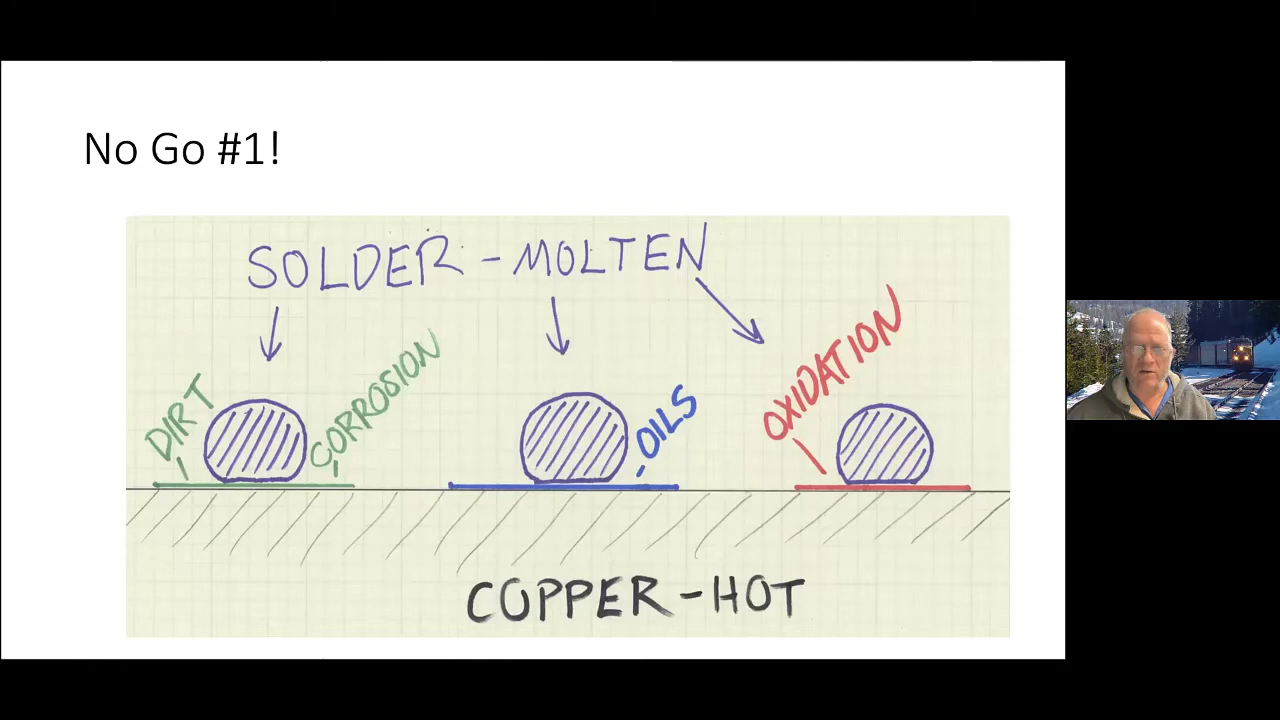 No Go #1!
SOLDER - MOLTEN
DIRT
CORROSION
OILS
OXIDATION
COPPER - HOT